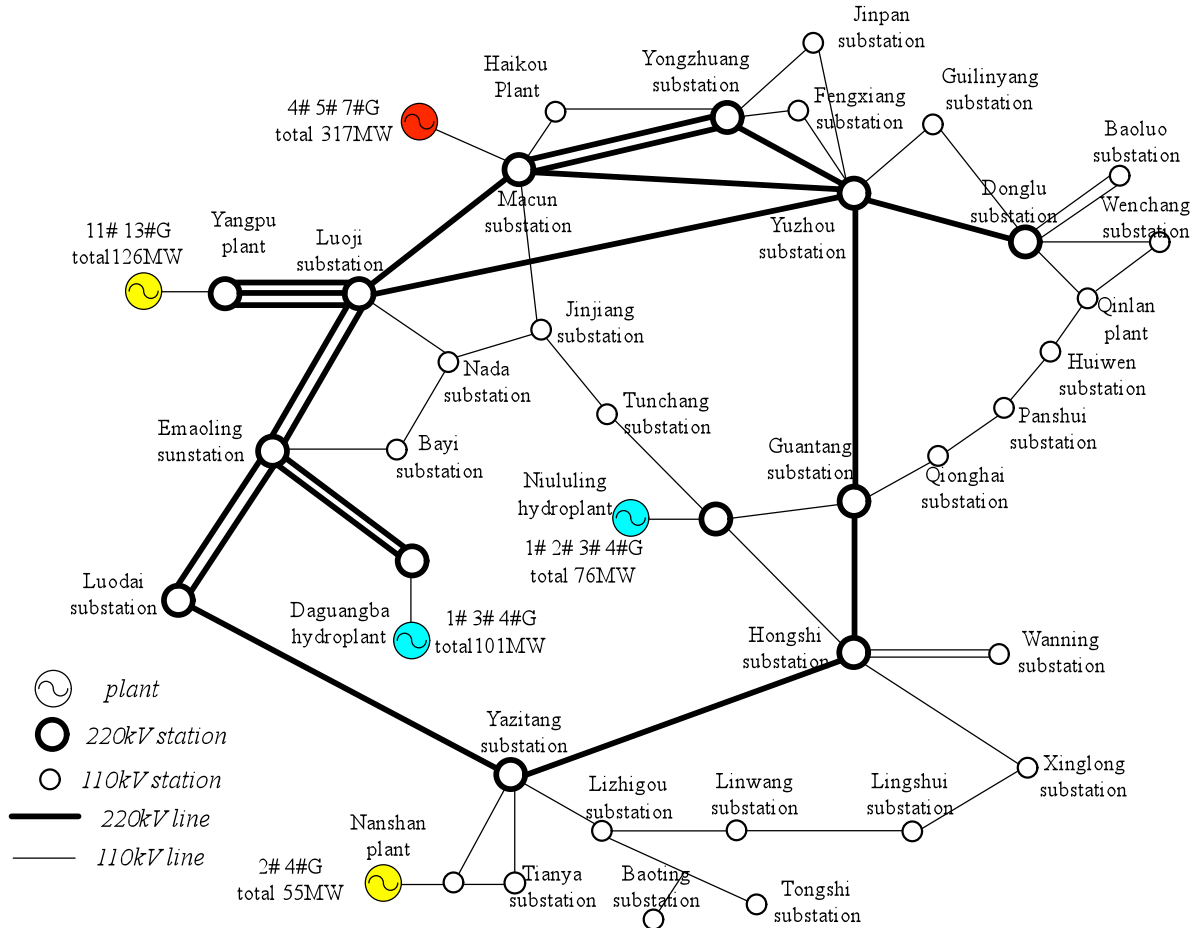 Jinpan
substation
Yongzhuang
substation
Haikou
Plant
Guilinyang
substation
4# 5# 7#G
total 317MW
Fengxiang
substation
Baoluo
substation
Macun
substation
Donglu
substation
Wenchang
substation
Yangpu
plant
11# 13#G
total126MW
Luoji
substation
Yuzhou
substation
Jinjiang
substation
Qinlan
plant
Nada
substation
Huiwen
substation
Tunchang
substation
Panshui
substation
Emaoling
sunstation
Bayi
substation
Guantang
substation
Qionghai
substation
Niululing
hydroplant
1# 2# 3# 4#G
total 76MW
Luodai
substation
Daguangba
hydroplant
1# 3# 4#G
total101MW
Hongshi
substation
Wanning
substation
plant
220kV station
110kV station
220kV line
110kV line
Yazitang
substation
Lizhigou
substation
Linwang
substation
Lingshui
substation
Xinglong
substation
Nanshan
plant
2# 4#G
total 55MW
Tianya
substation
Baoting
substation
Tongshi
substation